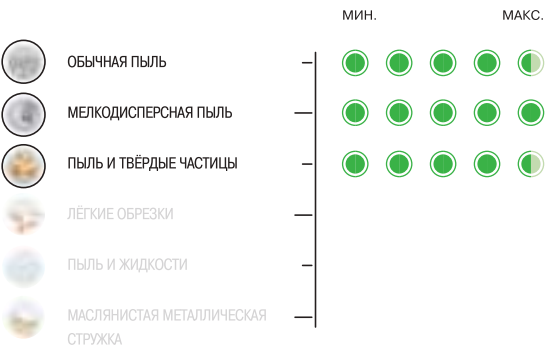 МИН. МАКС.
ОБЫЧНАЯ ПЫЛЬ
МЕЛКОДИСПЕРСНАЯ ПЫЛЬ
ПЫЛЬ И ТВЁРДЫЕ ЧАСТИЦЫ
ЛЁГКИЕ ОБРЕЗКИ
ПЫЛЬ И ЖИДКОСТИ
МАСЛЯНИСТАЯ МЕТАЛЛИЧЕСКАЯ
СТРУЖКА